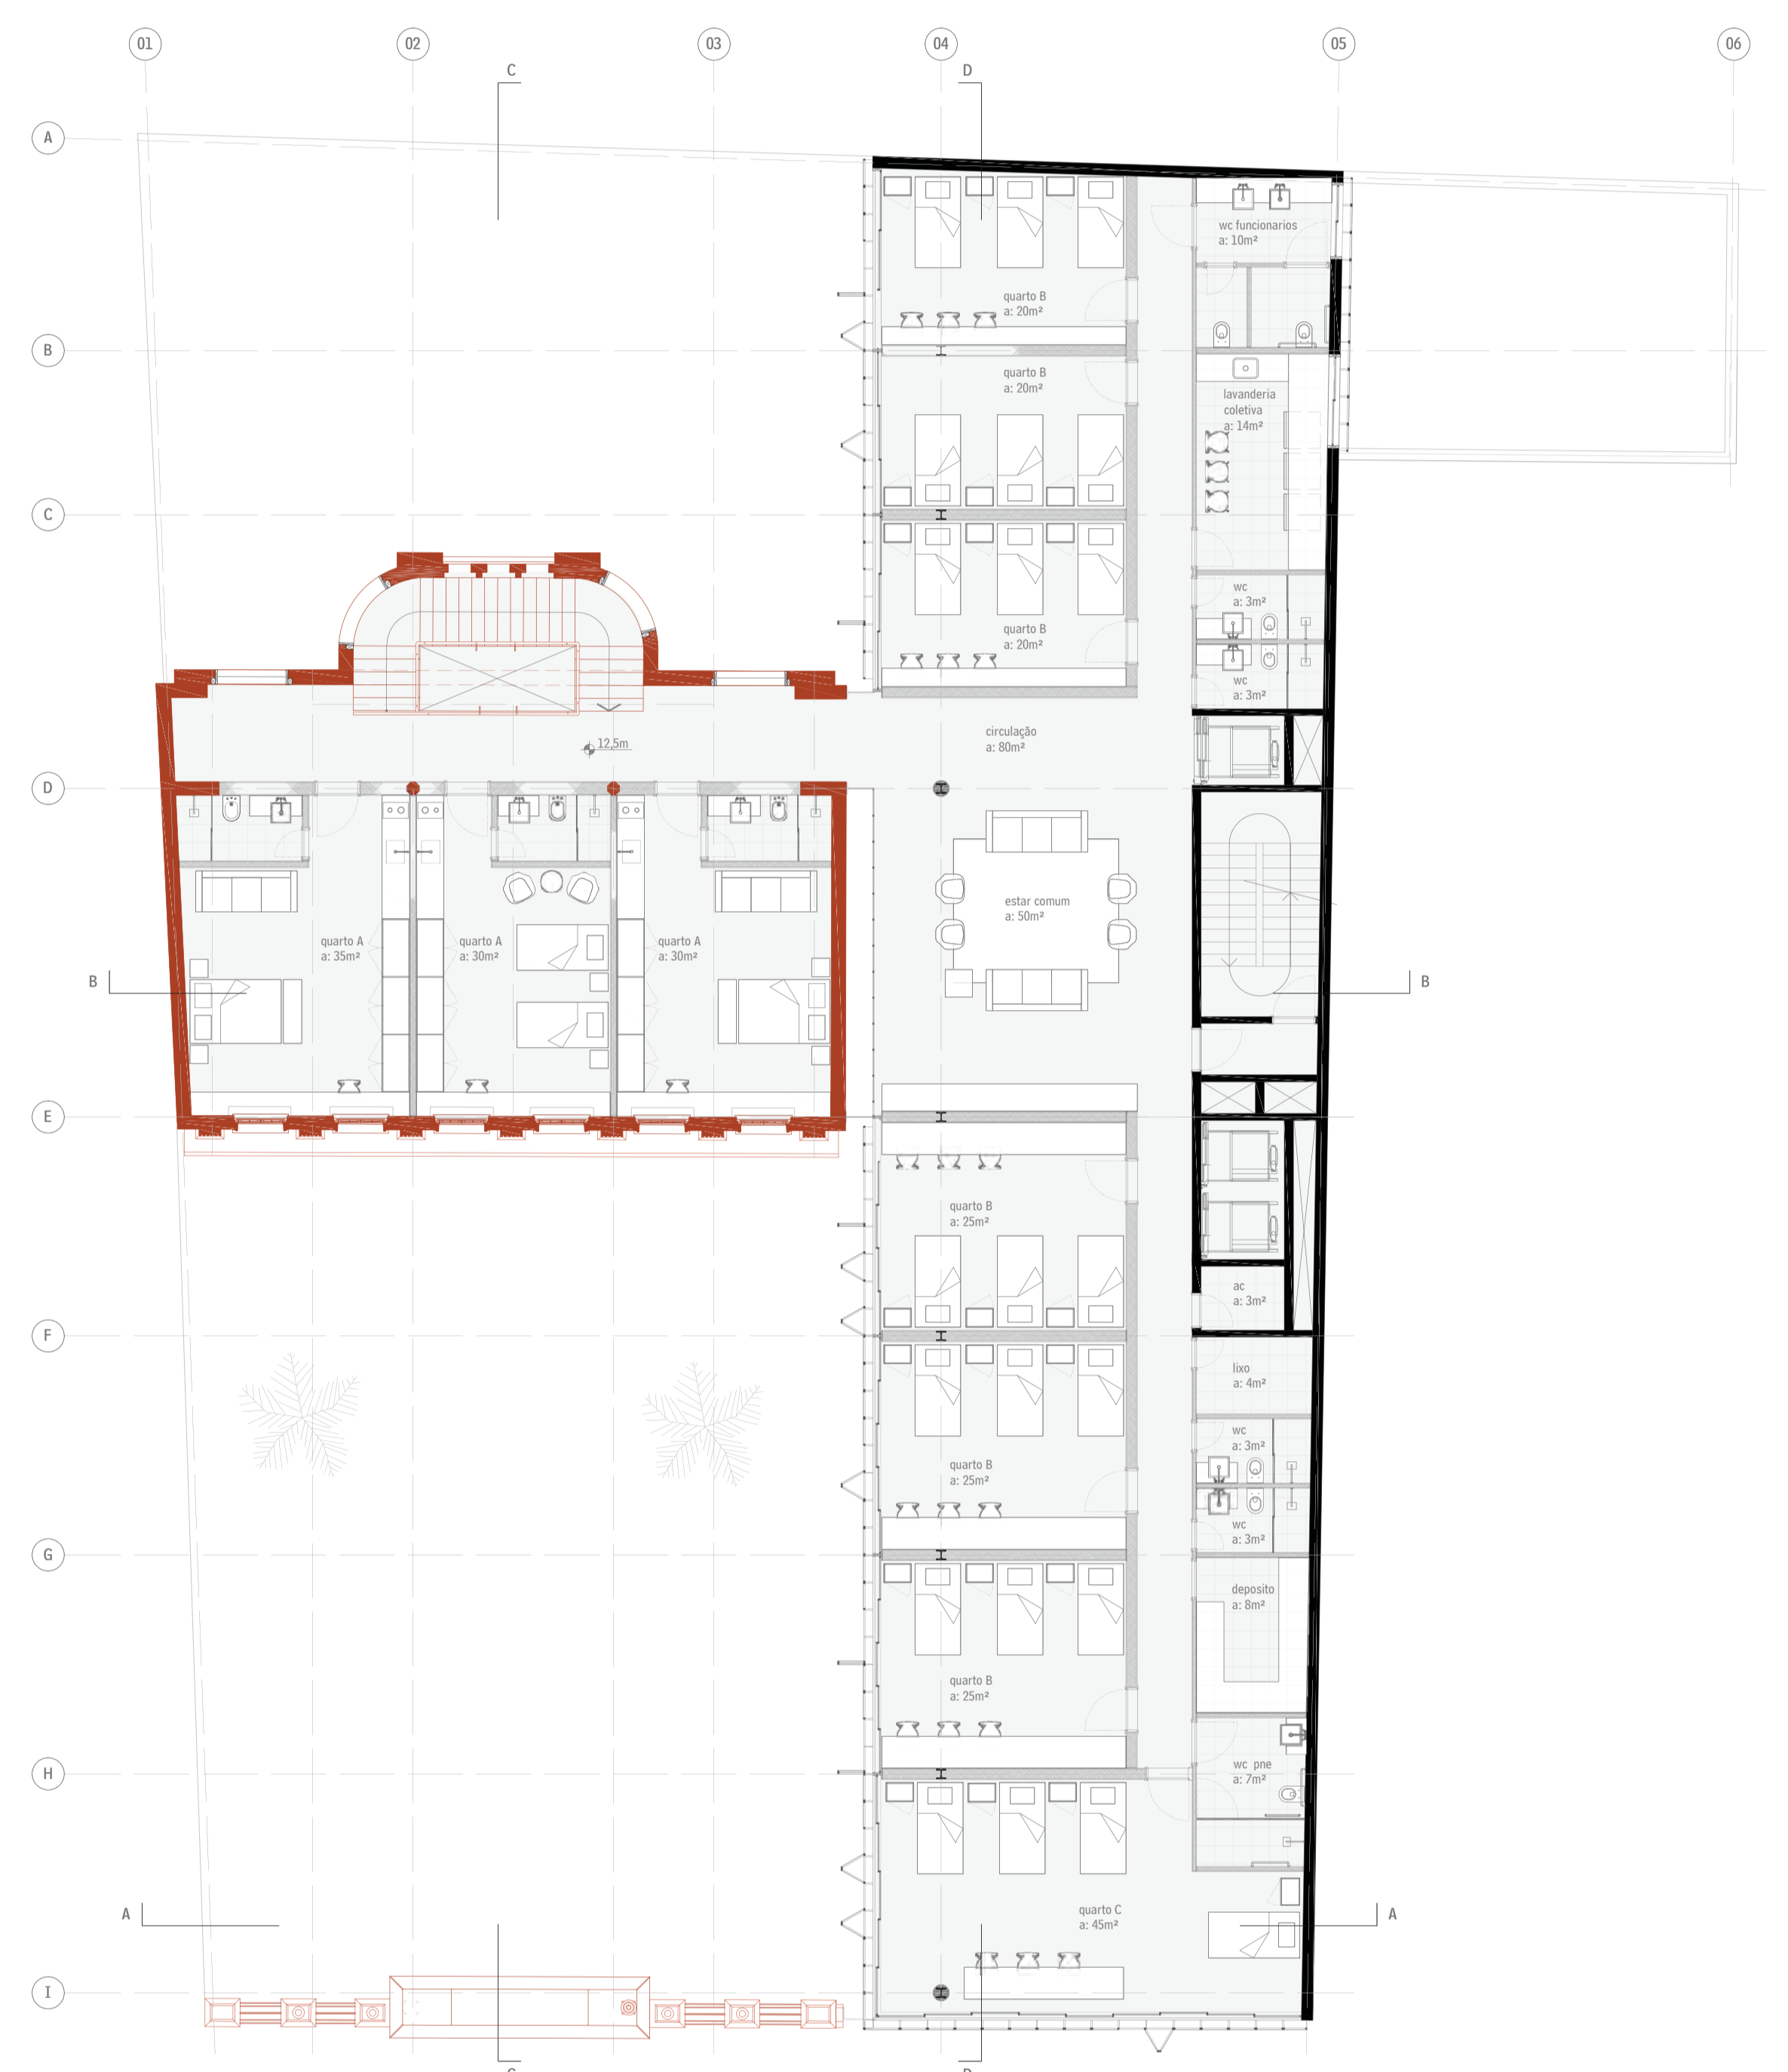 01
02
03
04
05
06
C
D
A
wc funcionarios
a: 10m²
quarto B
a: 20m²
B
quarto B
a: 20m²
lavanderia
coletiva
a: 14m²
C
wc
a: 3m²
quarto B
a: 20m²
wc
a: 3m²
circulação
a: 80m²
12,5m
D
estar comum
a: 50m²
quarto A
a: 35m²
quarto A
a: 30m²
quarto A
a: 30m²
B
B
E
quarto B
a: 25m²
ac
a: 3m²
F
lixo
a: 4m²
wc
a: 3m²
quarto B
a: 25m²
wc
a: 3m²
G
deposito
a: 8m²
quarto B
a: 25m²
H
wc pne
a: 7m²
quarto C
a: 45m²
A
A
I